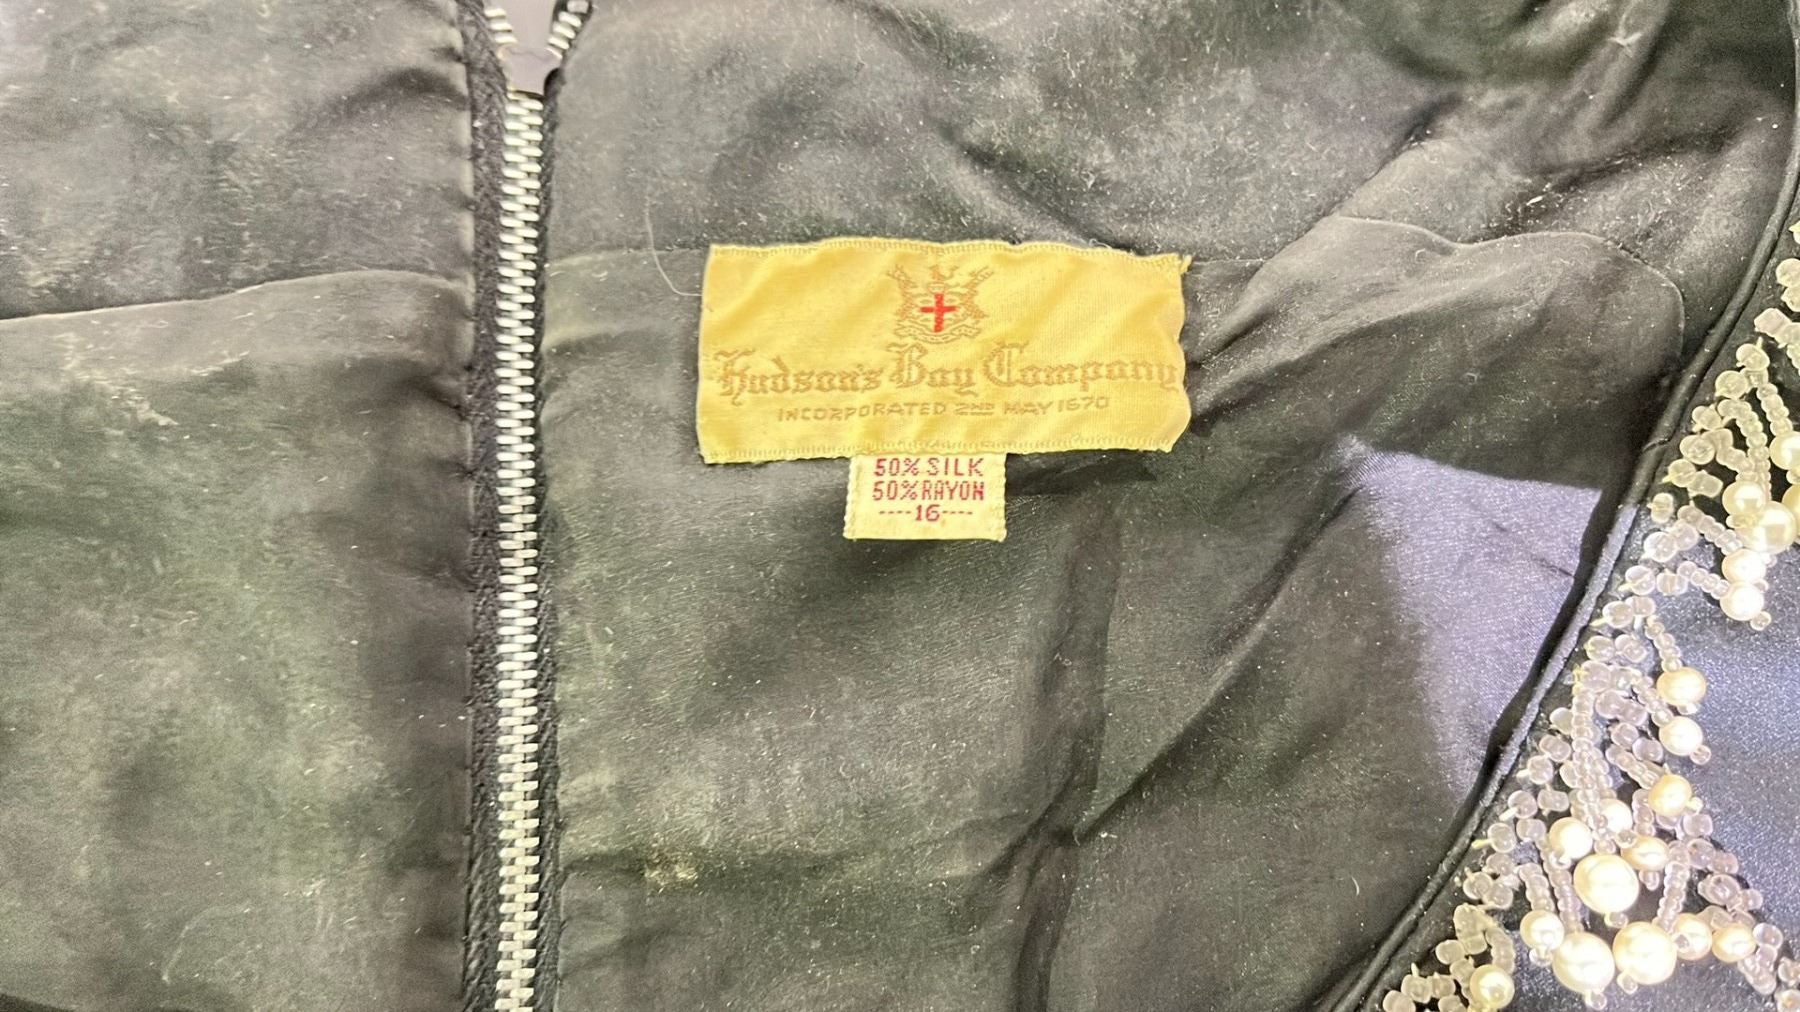 Hudson's Bay Company
INCORPORATED 2ND MAY 1670
50% SILK
50% RAYON
----16----